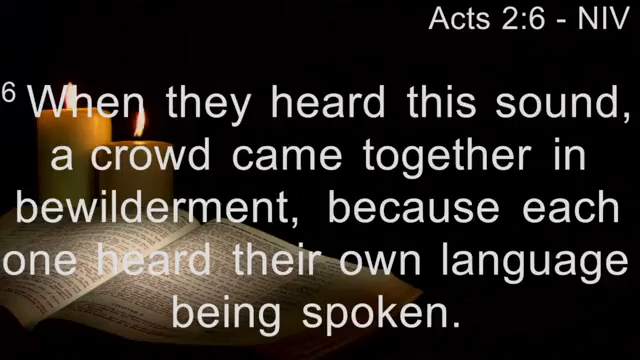 Acts 2:6 - NIV
6 When they heard this sound,
a crowd came together in
bewilderment, because each
one heard their own language
being spoken.